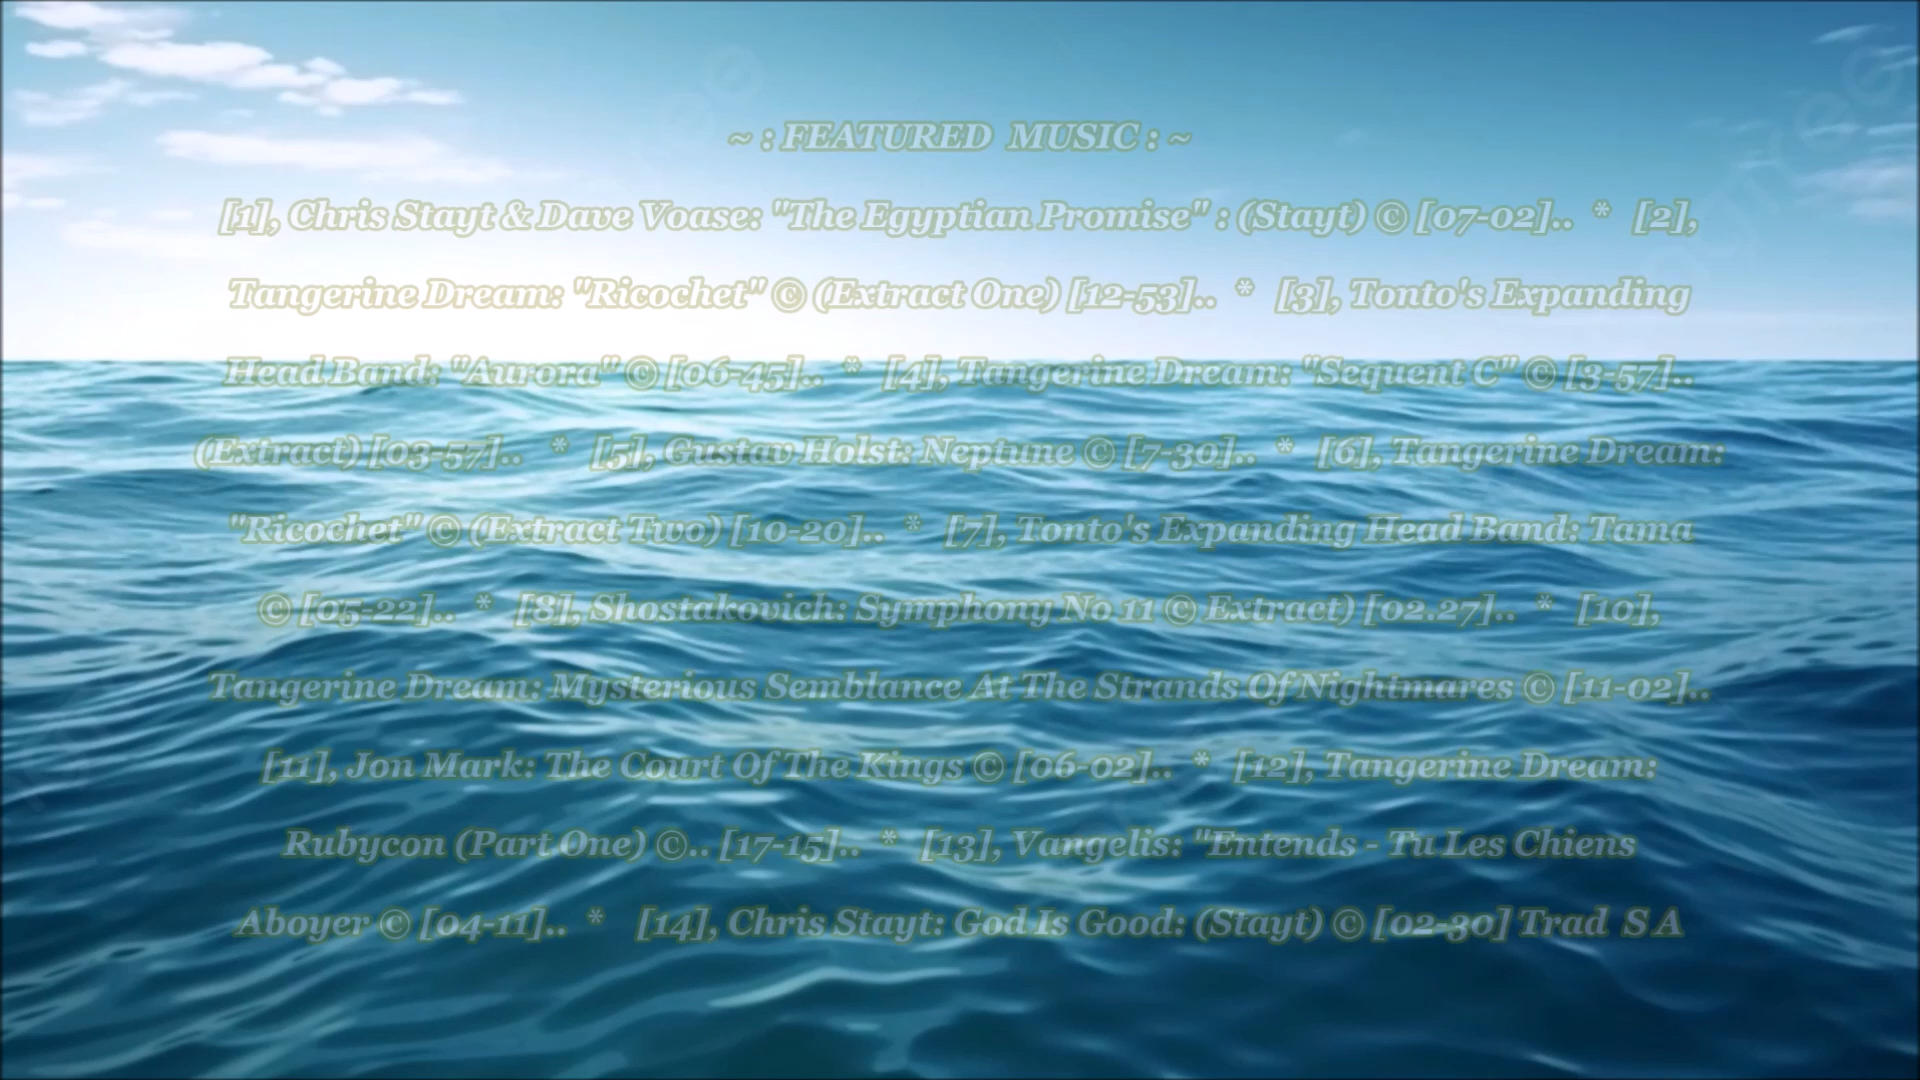 ~ : FEATURED MUSIC : ~
[1], Chris Stayt & Dave Voase: "The Egyptian Promise" : (Stayt) © [07-02].. * [2],
Tangerine Dream: "Ricochet" © (Extract One) [12-53].. * [3], Tonto's Expanding
Head Band: "Aurora" © [06-45].. * [4], Tangerine Dream: "Sequent C" © [3-57]..
(Extract) [03-57].. * [5], Gustav Holst: Neptune © [7-30].. * [6], Tangerine Dream:
"Ricochet" © (Extract Two) [10-20].. * [7], Tonto's Expanding Head Band: Tama
© [05-22].. * [8], Shostakovich: Symphony No 11 © Extract) [02.27].. * [10],
Tangerine Dream: Mysterious Semblance At The Strands Of Nightmares © [11-02]..
[11], Jon Mark: The Court Of The Kings © [06-02].. * [12], Tangerine Dream:
Rubycon (Part One) ©.. [17-15].. * [13], Vangelis: "Entends - Tu Les Chiens
Aboyer © [04-11].. * [14], Chris Stayt: God Is Good: (Stayt) © [02-30] Trad S A